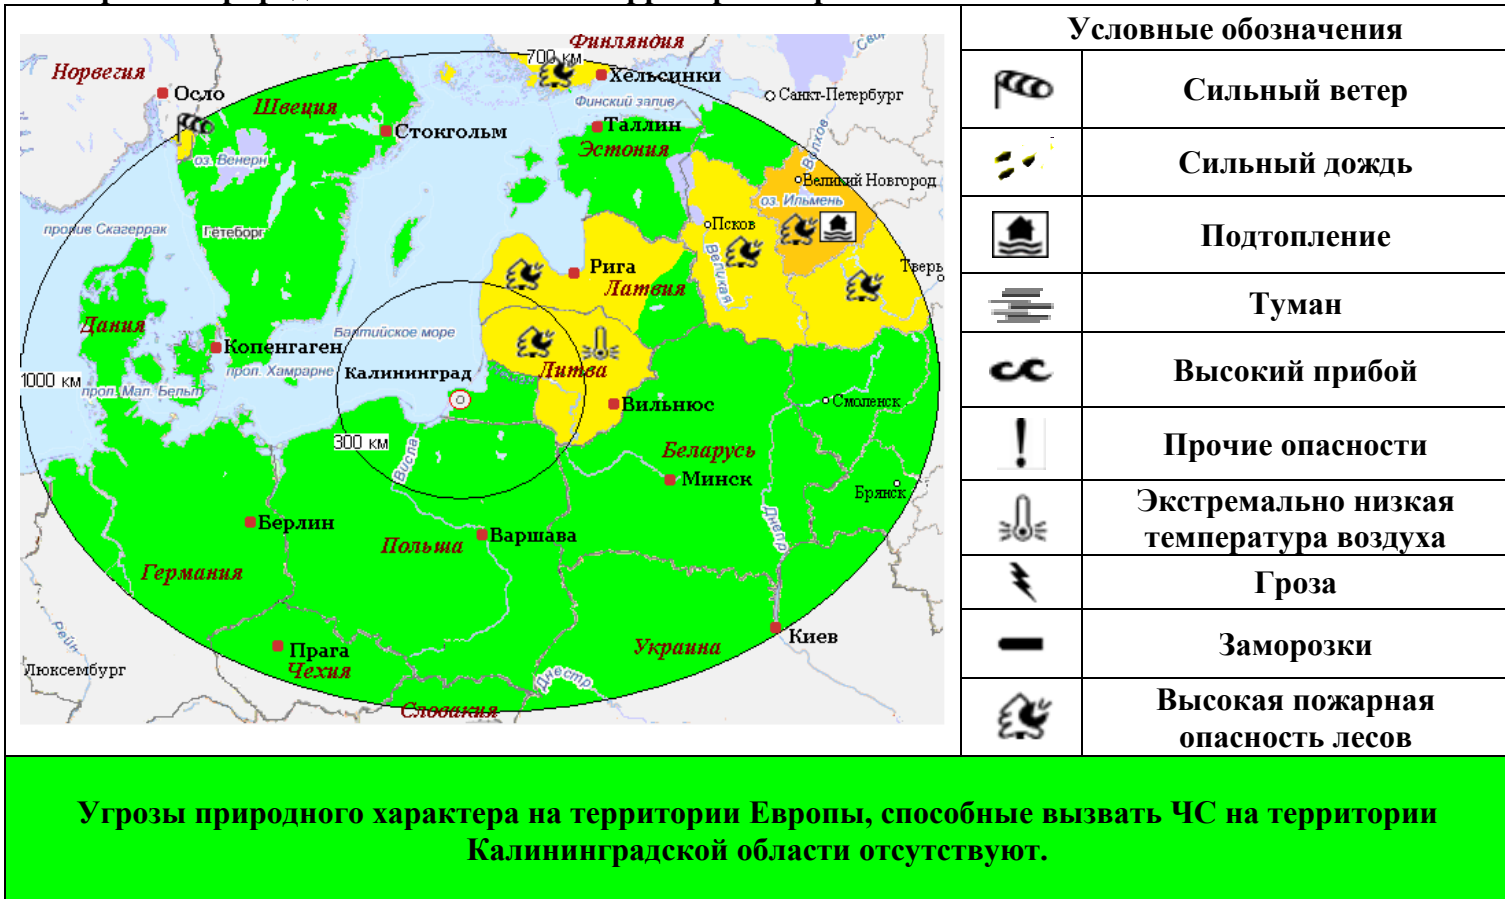 Условные обозначения
Сильный ветер
Сильный дождь
Подтопление
Туман
Высокий прибой
Прочие опасности
Экстремально низкая
температура воздуха
Гроза
Заморозки
Высокая пожарная
опасность лесов
Финляндия
700 км
Хельсинки
Норвегия
Осло
Швеция
Финский залив
Санкт-Петербург
Стокгольм
Таллин
Эстония
Волхов
оз. Венерн
Великий Новгород
оз. Ильмень
пролив Скагеррак
Гётеборг
Псков
Великая
Рига
Латвия
Тверь
Дания
Балтийское море
Копенгаген
прол. Хамрарне
Калининград
Литва
1000 км
прол. Мал. Бельт
Вильнюс
Смоленск
300 км
Висла
Беларусь
Минск
Брянск
Берлин
Варшава
Польша
Днепр
Германия
Рейн
Прага
Чехия
Украина
Киев
Люксембург
Днестр
Словакия
Угрозы природного характера на территории Европы, способные вызвать ЧС на территории
Калининградской области отсутствуют.